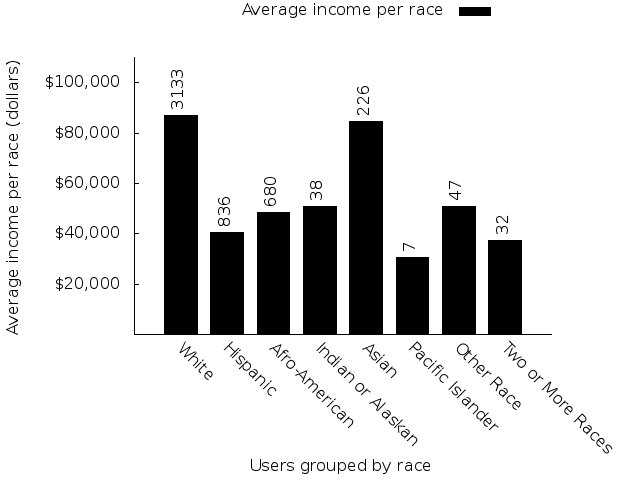 Average income per race
Average income per race (dollars)
$100,000
$80,000
$60,000
$40,000
$20,000
3133
836
680
38
226
7
47
32
White
Hispanic
Afro-American
Indian or Alaskan
Asian
Pacific Islander
Other Race
Two or More Races
Users grouped by race